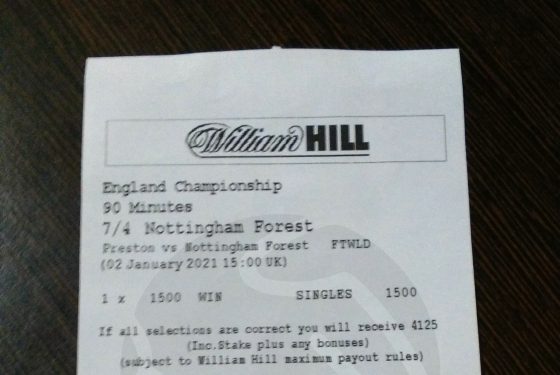 William HILL
England Championship
90 Minutes
7/4 Nottingham Forest
Preston vs Nottingham Forest FTWLD
(02 January 2021 15:00 UK)
1 x 1500 WIN SINGLES 1500
If all selections are correct you will receive 4125
(Inc.Stake plus any bonuses)
(subject to William Hill maximum payout rules)